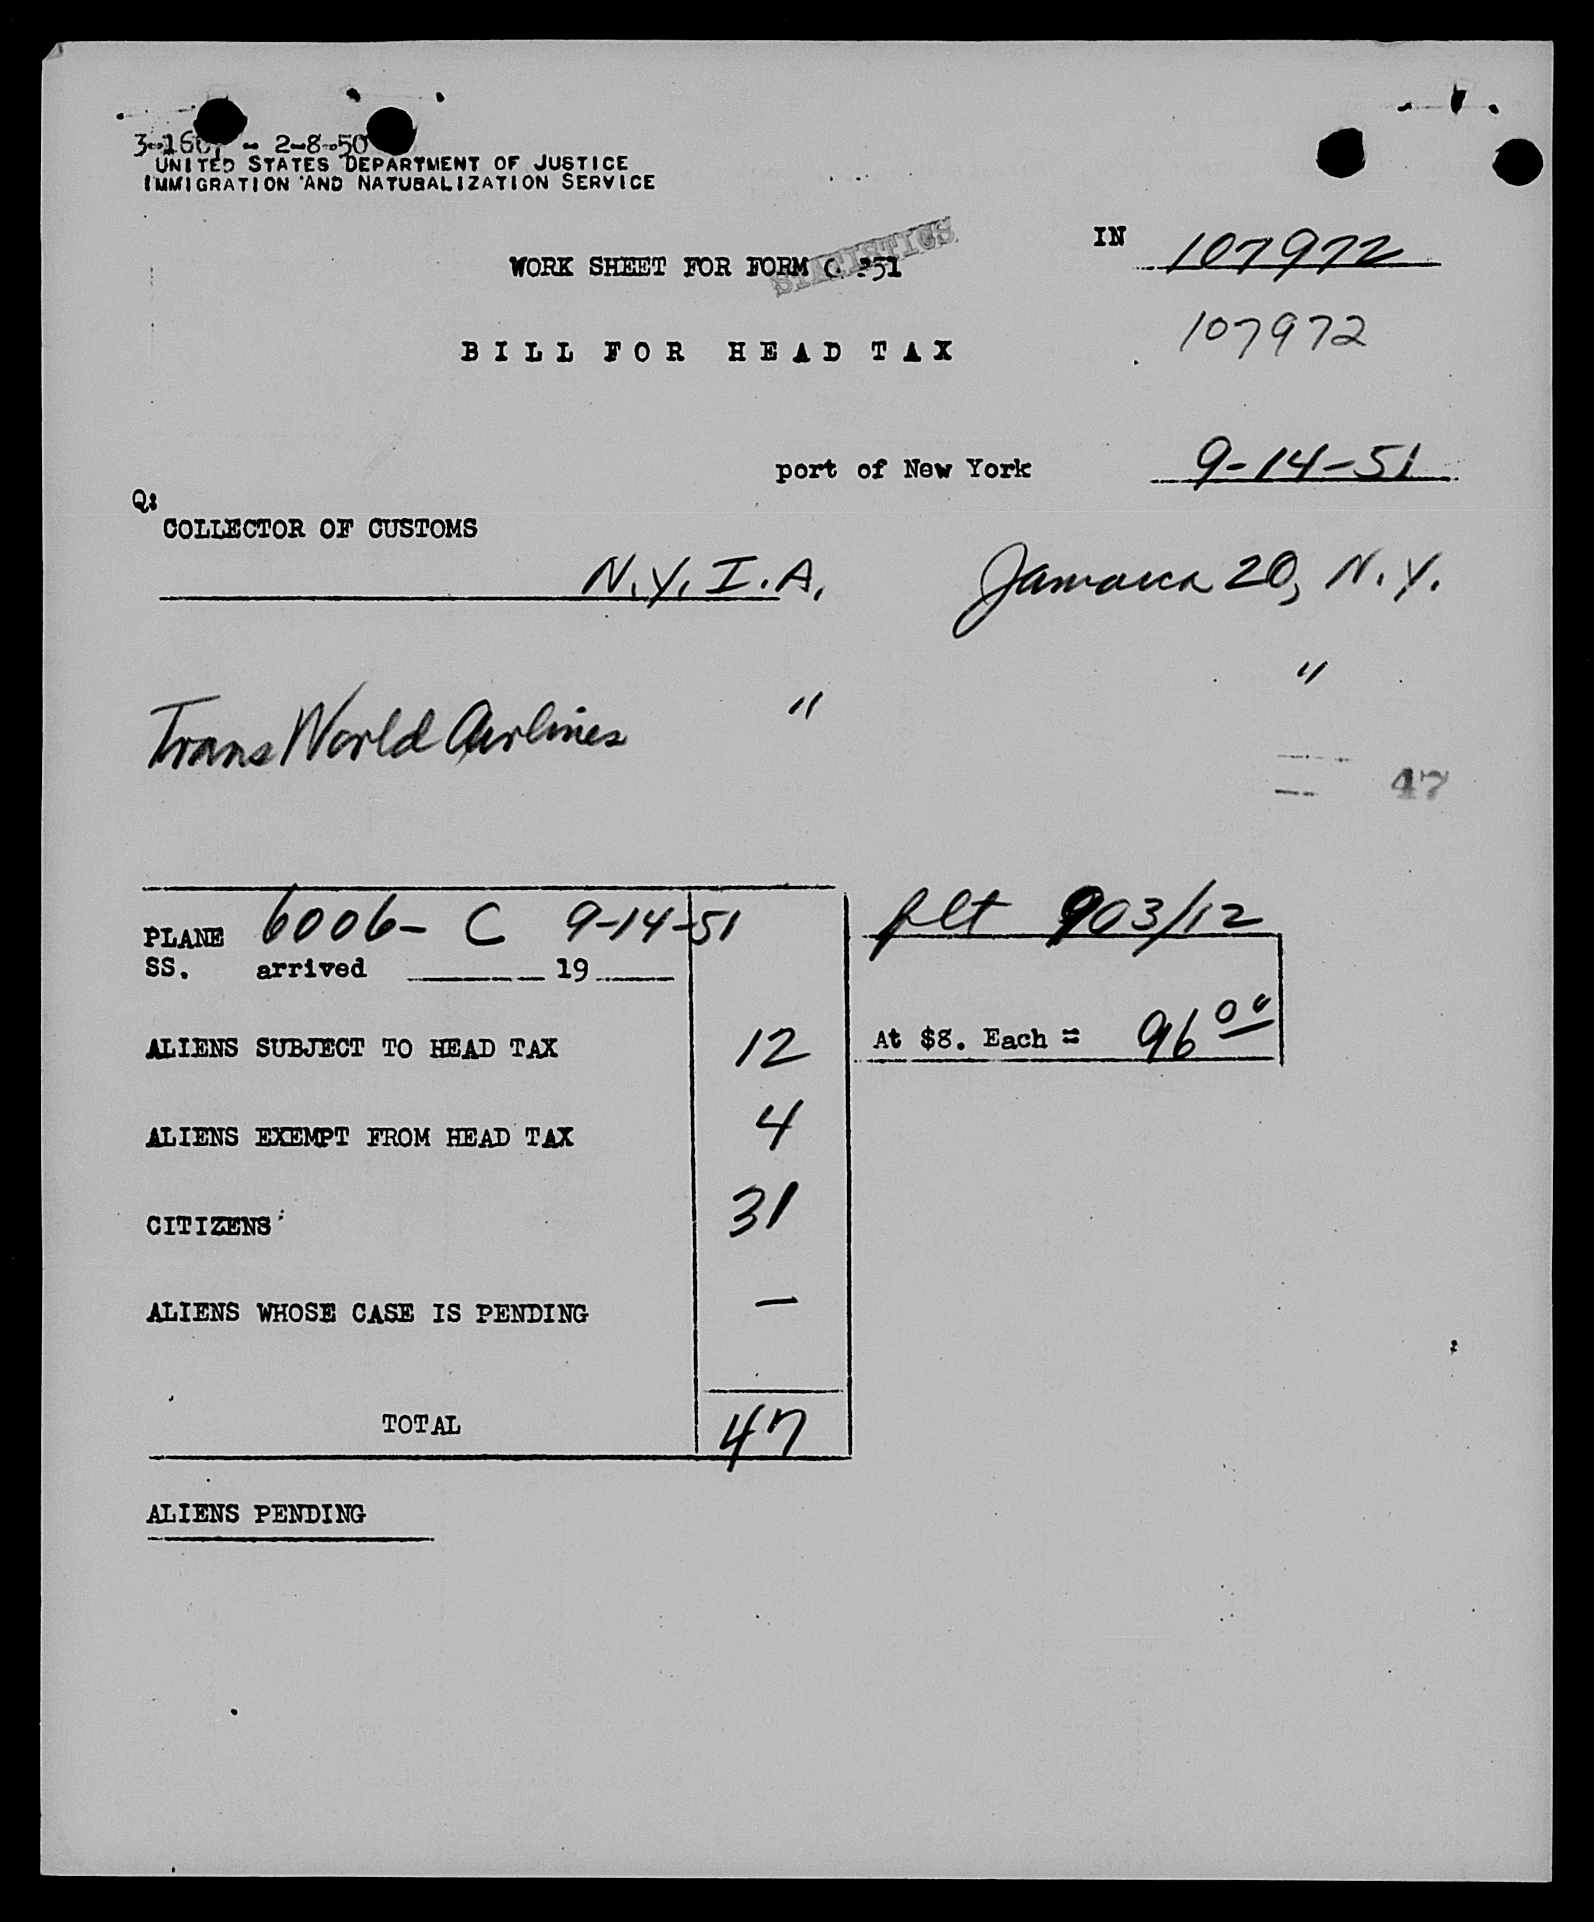 - 2-8-50
UNITED STATES DEPARTMENT OF JUSTICE
IMMIGRATION AND NATURALIZATION SERVICE
STATISTICS
IN 107972
WORK SHEET FOR FORM
107972
BILL FOR HEAD TAX
port of New York 9-14-51
COLLECTOR OF CUSTOMS
N.Y.I.A. Jamaica 20, N.Y.
Trans World Airlines " "
47
PLANE 6006-C 9-14-51 flt 903/12
SS. arrived 19
ALIENS SUBJECT TO HEAD TAX 12 At $8. Each = 96 00
ALIENS EXEMPT FROM HEAD TAX 4
CITIZENS 31
ALIENS WHOSE CASE IS PENDING —
TOTAL 47
ALIENS PENDING